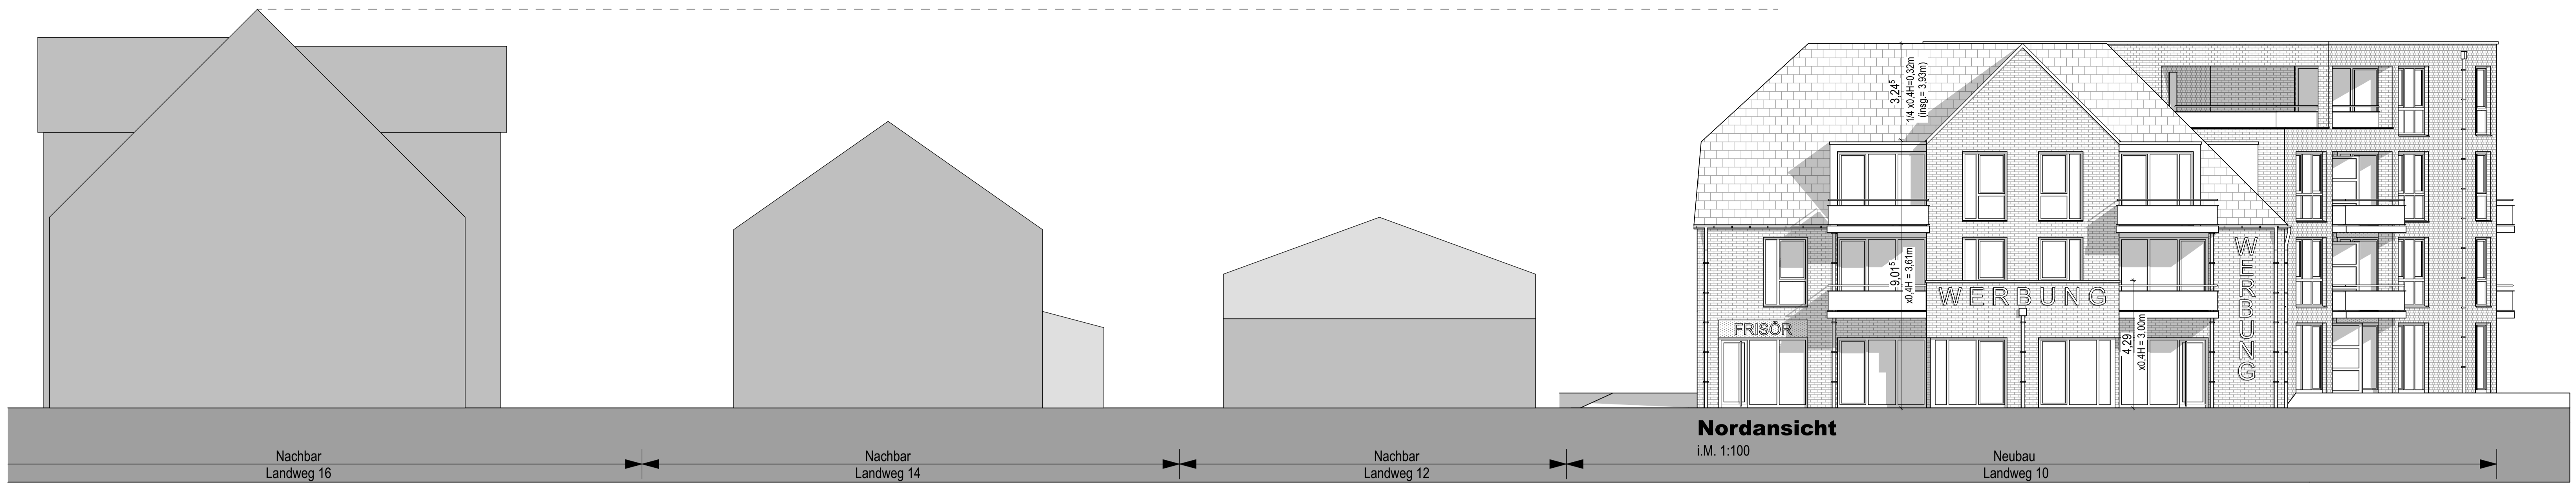 3,24⁵
1/4 x0,4H=0,32m
(insg.= 3,93m)
9,01⁵
x0,4H = 3,61m
WERBUNG
WERBUNG
FRISÖR
4,29
x0,4H = 3,00m
Nordansicht
i.M. 1:100
Nachbar
Landweg 16
Nachbar
Landweg 14
Nachbar
Landweg 12
Neubau
Landweg 10